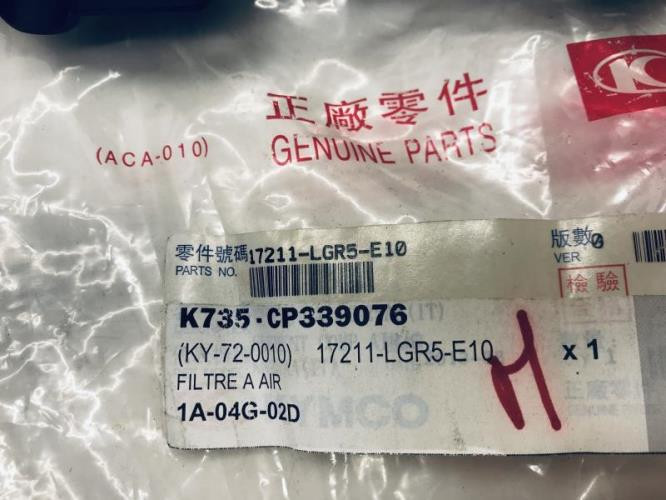 正廠零件
(ACA-010)
GENUINE PARTS
零件號碼 17211-LGR5-E10
PARTS NO.
版數 0
VER
檢驗
K735-CP339076
(KY-72-0010) 17211-LGR5-E10
x 1
FILTRE A AIR
1A-04G-02D
YMCO